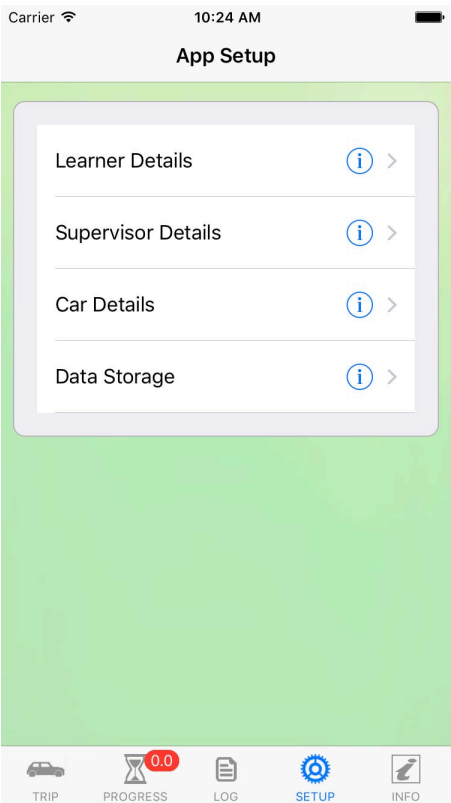 Carrier 10:24 AM
App Setup
Learner Details
Supervisor Details
Car Details
Data Storage
0.0
TRIP PROGRESS LOG SETUP INFO